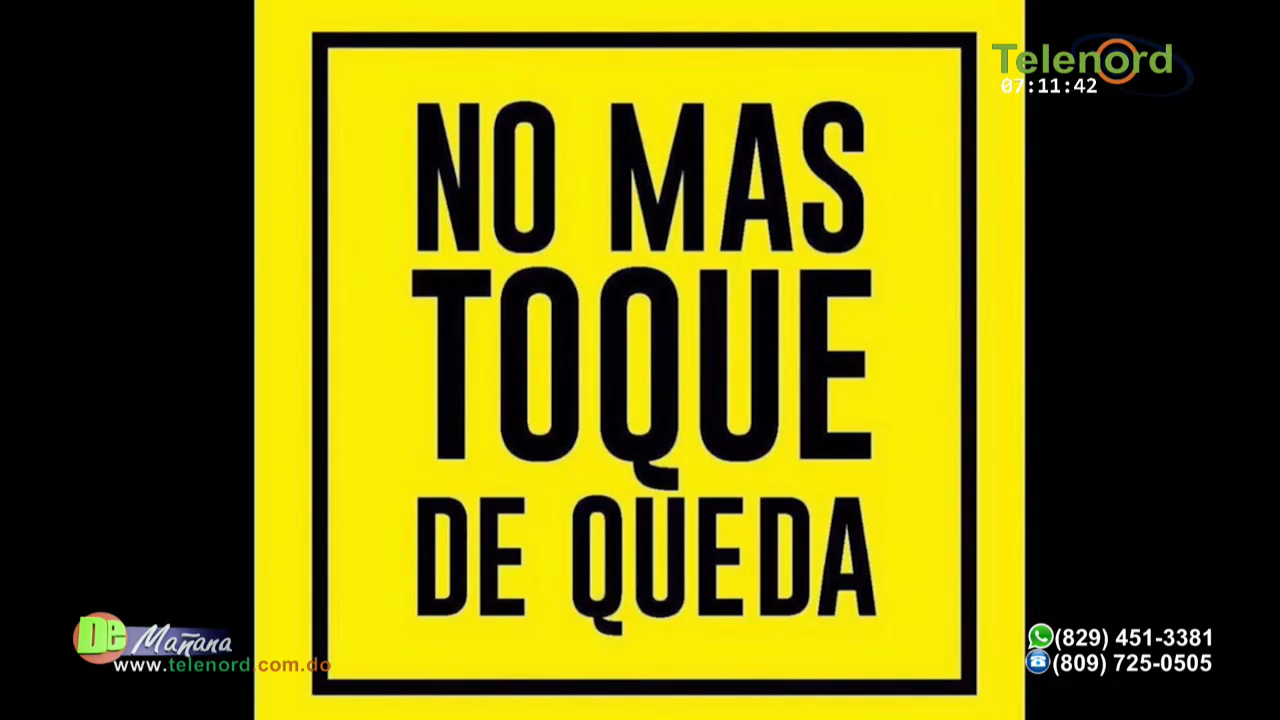 Telenord
07:11:42
NO MAS
TOQUE
DE QUEDA
De Mañana
www.telenord.com.do
(829) 451-3381
(809) 725-0505